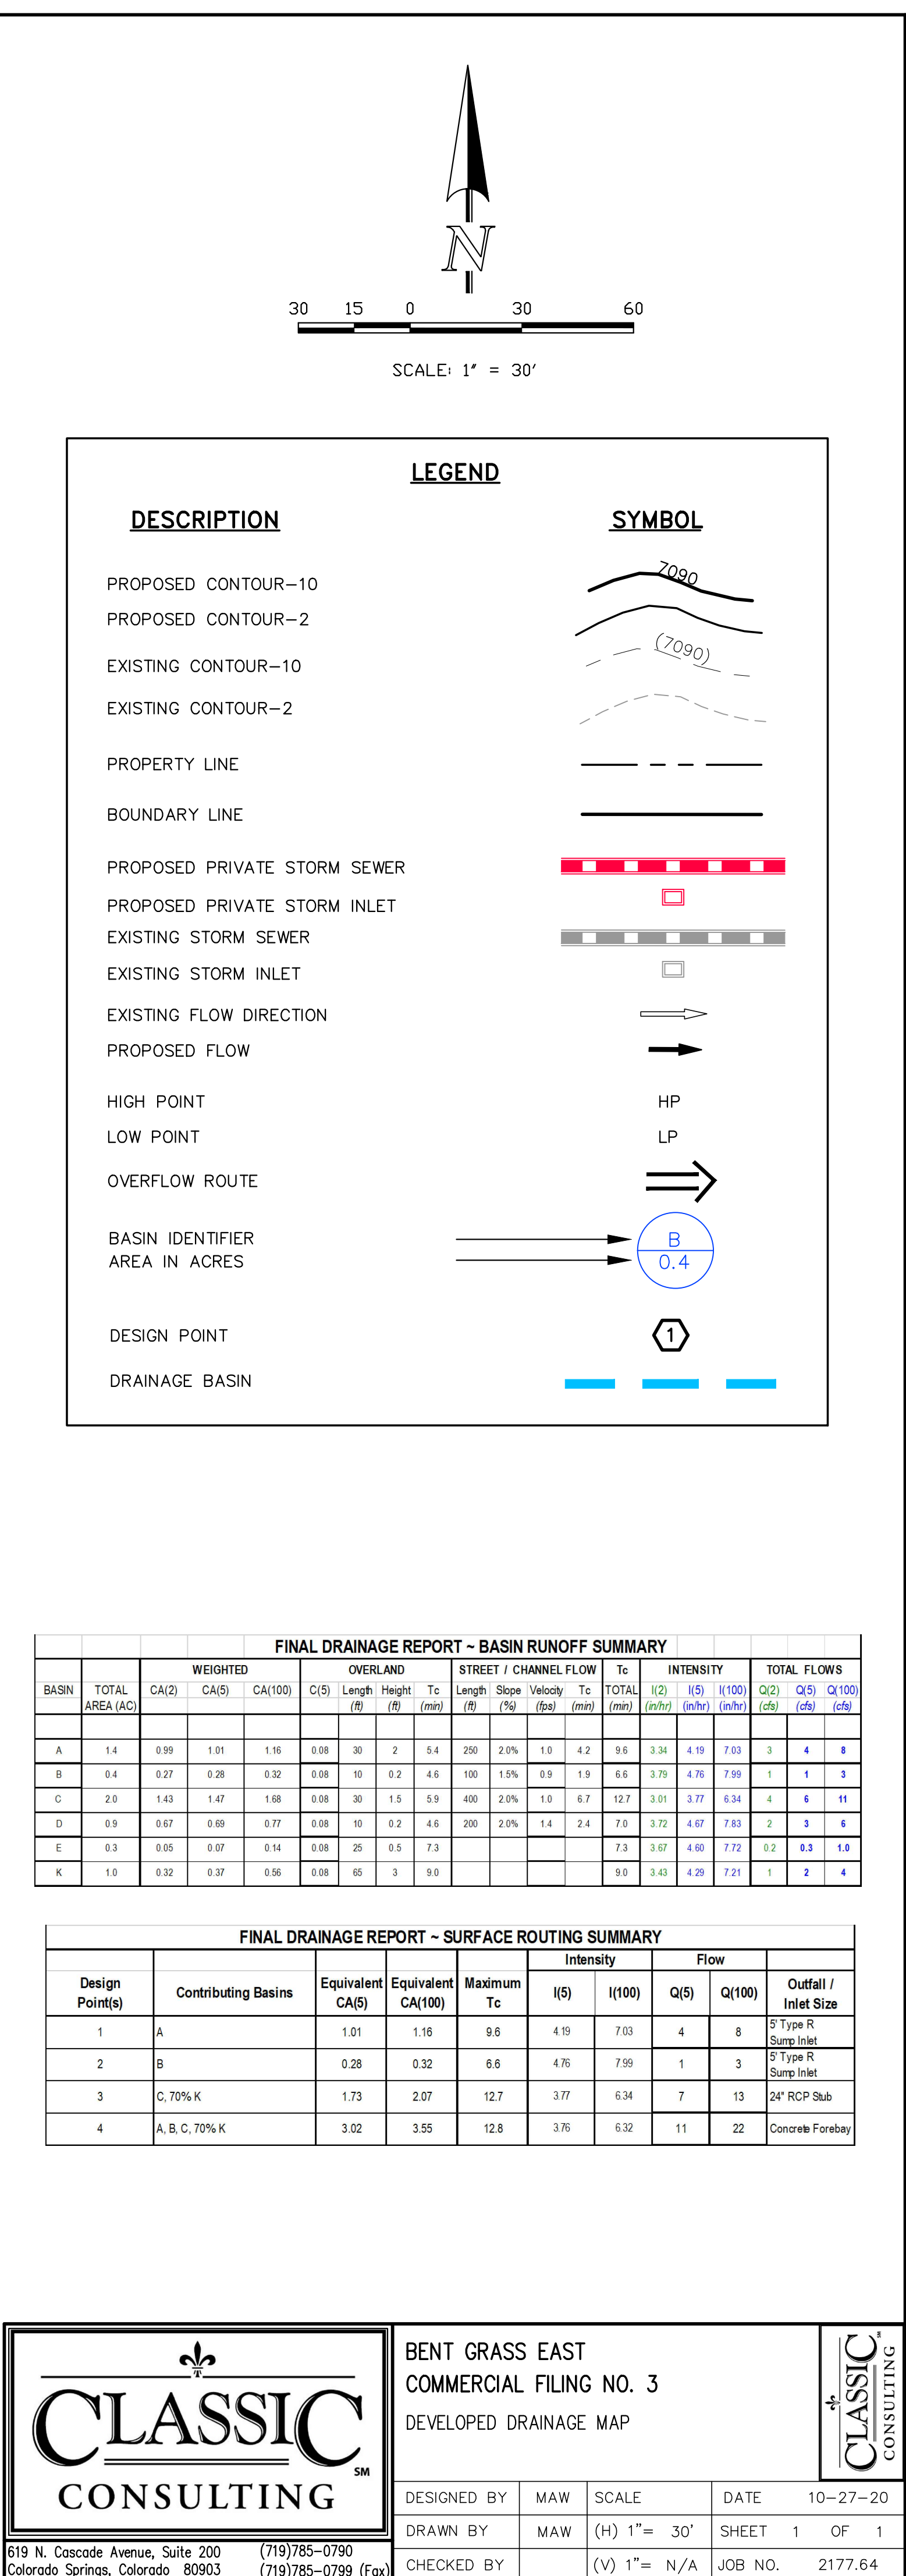 N
30 15 0 30 60
SCALE: 1" = 30'
LEGEND
DESCRIPTION SYMBOL
PROPOSED CONTOUR-10 7090
PROPOSED CONTOUR-2
EXISTING CONTOUR-10 (7090)
EXISTING CONTOUR-2
PROPERTY LINE
BOUNDARY LINE
PROPOSED PRIVATE STORM SEWER
PROPOSED PRIVATE STORM INLET
EXISTING STORM SEWER
EXISTING STORM INLET
EXISTING FLOW DIRECTION
PROPOSED FLOW
HIGH POINT HP
LOW POINT LP
OVERFLOW ROUTE
BASIN IDENTIFIER B
AREA IN ACRES 0.4
DESIGN POINT 1
DRAINAGE BASIN
FINAL DRAINAGE REPORT ~ BASIN RUNOFF SUMMARY
WEIGHTED OVERLAND STREET / CHANNEL FLOW Tc INTENSITY TOTAL FLOWS
BASIN TOTAL CA(2) CA(5) CA(100) C(5) Length Height Tc Length Slope Velocity Tc TOTAL I(2) I(5) I(100) Q(2) Q(5) Q(100)
AREA (AC) (ft) (ft) (min) (ft) (%) (fps) (min) (min) (in/hr) (in/hr) (in/hr) (cfs) (cfs) (cfs)
A 1.4 0.99 1.01 1.16 0.08 30 2 5.4 250 2.0% 1.0 4.2 9.6 3.34 4.19 7.03 3 4 8
B 0.4 0.27 0.28 0.32 0.08 10 0.2 4.6 100 1.5% 0.9 1.9 6.6 3.79 4.76 7.99 1 1 3
C 2.0 1.43 1.47 1.68 0.08 30 1.5 5.9 400 2.0% 1.0 6.7 12.7 3.01 3.77 6.34 4 6 11
D 0.9 0.67 0.69 0.77 0.08 10 0.2 4.6 200 2.0% 1.4 2.4 7.0 3.72 4.67 7.83 2 3 6
E 0.3 0.05 0.07 0.14 0.08 25 0.5 7.3 7.3 3.67 4.60 7.72 0.2 0.3 1.0
K 1.0 0.32 0.37 0.56 0.08 65 3 9.0 9.0 3.43 4.29 7.21 1 2 4
FINAL DRAINAGE REPORT ~ SURFACE ROUTING SUMMARY
Intensity Flow
Design Contributing Basins Equivalent Equivalent Maximum I(5) I(100) Q(5) Q(100) Outfall /
Point(s) CA(5) CA(100) Tc Inlet Size
1 A 1.01 1.16 9.6 4.19 7.03 4 8 5' Type R
Sump Inlet
2 B 0.28 0.32 6.6 4.76 7.99 1 3 5' Type R
Sump Inlet
3 C, 70% K 1.73 2.07 12.7 3.77 6.34 7 13 24" RCP Stub
4 A, B, C, 70% K 3.02 3.55 12.8 3.76 6.32 11 22 Concrete Forebay
CLASSIC SM
CONSULTING
619 N. Cascade Avenue, Suite 200 (719)785-0790
Colorado Springs, Colorado 80903 (719)785-0799 (Fax)
BENT GRASS EAST
COMMERCIAL FILING NO. 3
DEVELOPED DRAINAGE MAP
CLASSIC
CONSULTING
DESIGNED BY MAW SCALE DATE 10-27-20
DRAWN BY MAW (H) 1"= 30' SHEET 1 OF 1
CHECKED BY (V) 1"= N/A JOB NO. 2177.64